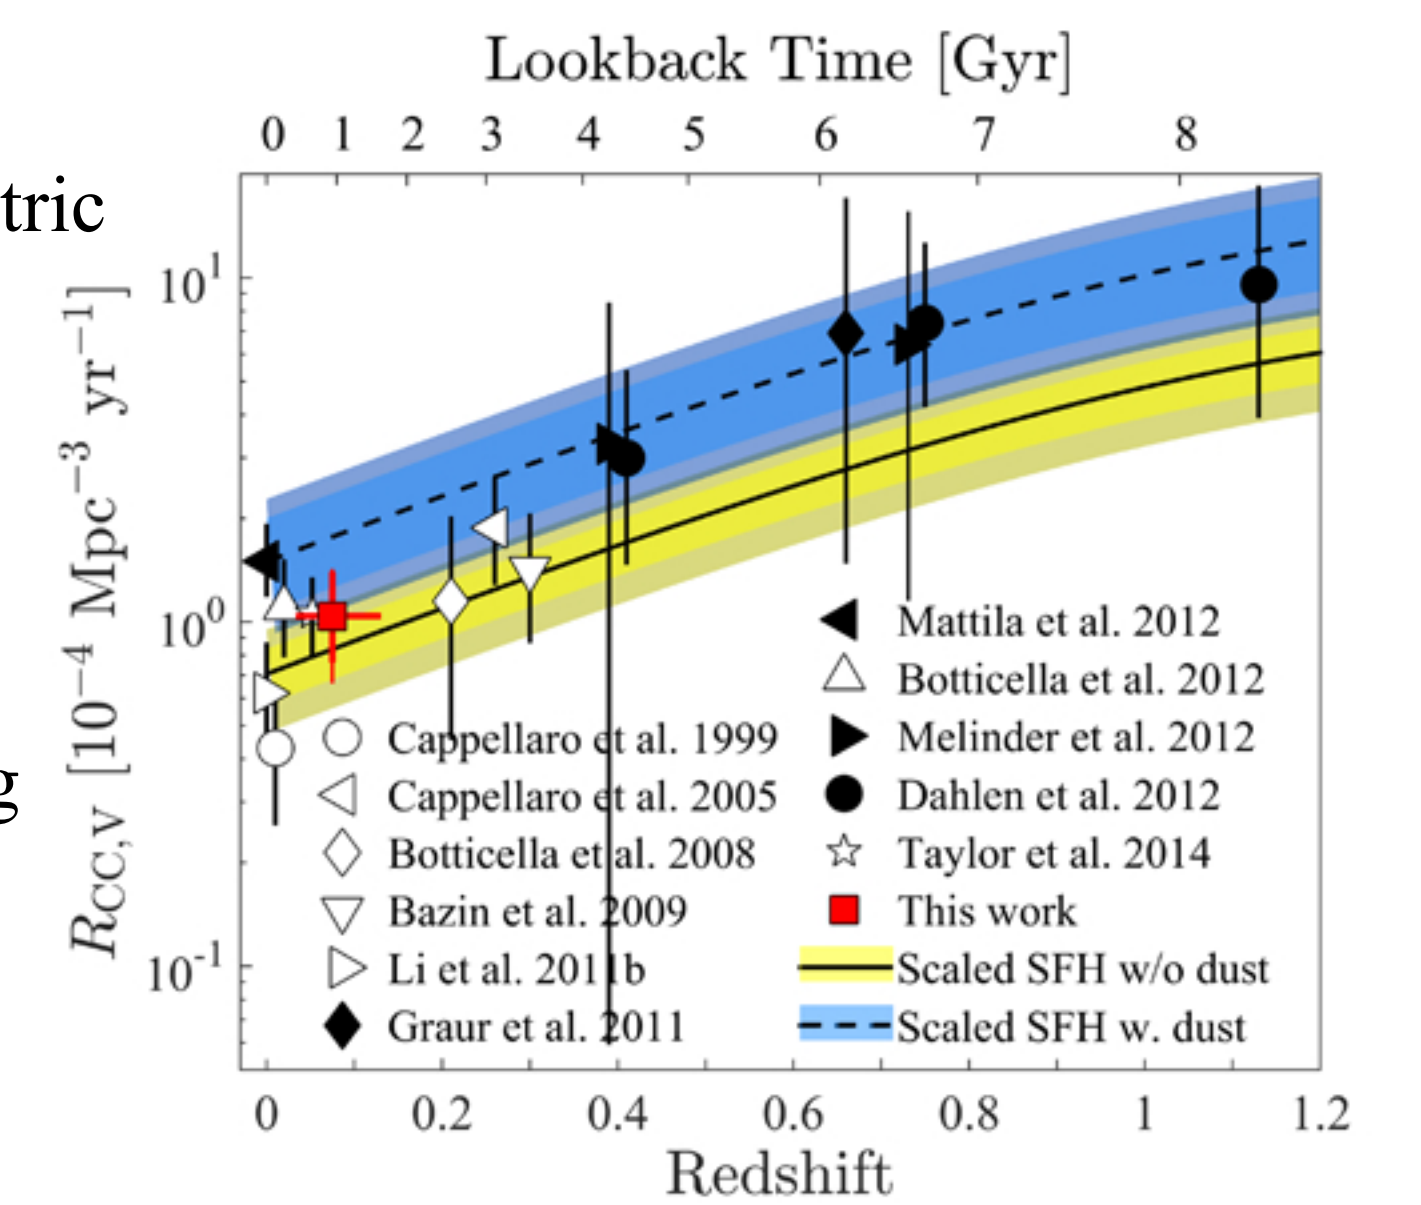 Lookback Time [Gyr]
0 1 2 3 4 5 6 7 8
tric
10^1
10^0
10^-1
R_CC,V [10^−4 Mpc^−3 yr^−1]
g
Mattila et al. 2012
Botticella et al. 2012
Cappellaro et al. 1999
Melinder et al. 2012
Cappellaro et al. 2005
Dahlen et al. 2012
Botticella et al. 2008
Taylor et al. 2014
Bazin et al. 2009
This work
Li et al. 2011b
Scaled SFH w/o dust
Graur et al. 2011
Scaled SFH w. dust
0 0.2 0.4 0.6 0.8 1 1.2
Redshift